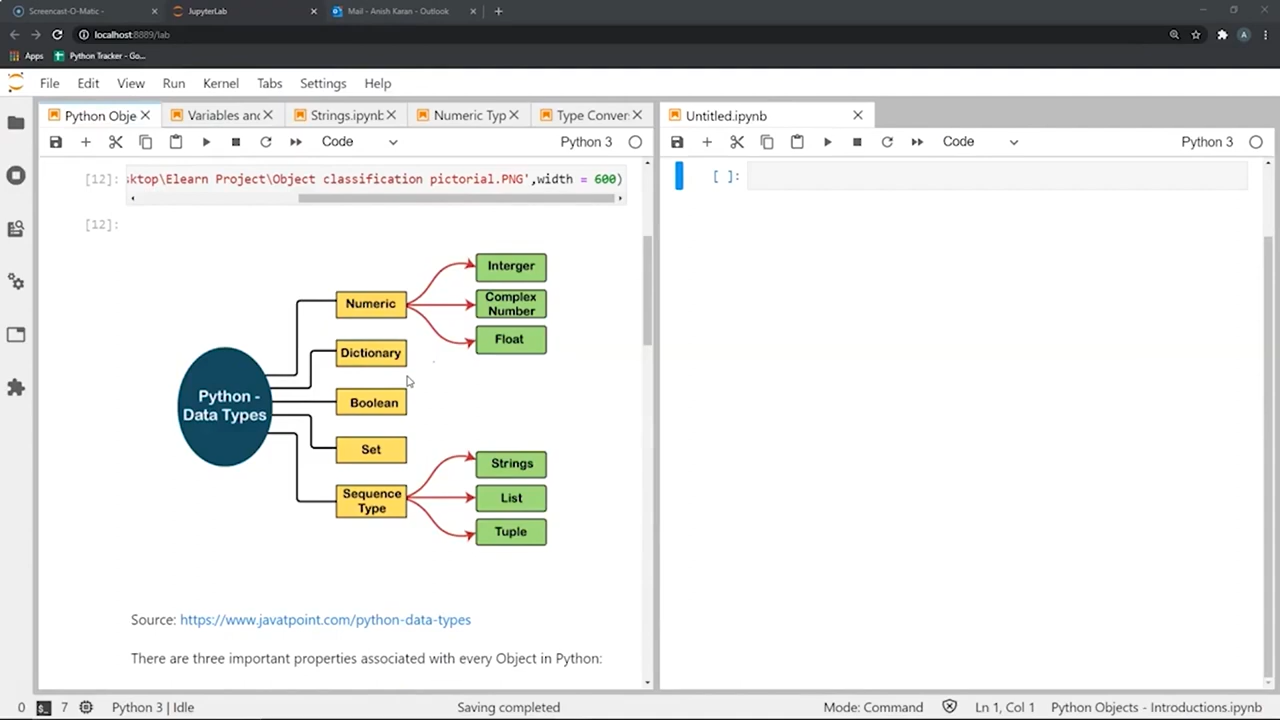 Screencast-O-Matic -
JupyterLab
Mail - Anish Karan - Outlook
localhost:8889/lab
A
Apps
Python Tracker - Go...
File Edit View Run Kernel Tabs Settings Help
Python Obje
Variables and
Strings.ipynb
Numeric Typ
Type Conver
Untitled.ipynb
Code
Python 3
Code
Python 3
[12]:
sktop\Elearn Project\Object classification pictorial.PNG',width = 600)
[ ]:
[12]:
Interger
Numeric
Complex
Number
Float
Dictionary
Python -
Data Types
Boolean
Set
Strings
Sequence
Type
List
Tuple
Source: https://www.javatpoint.com/python-data-types
There are three important properties associated with every Object in Python:
0
7
Python 3 | Idle
Saving completed
Mode: Command
Ln 1, Col 1
Python Objects - Introductions.ipynb